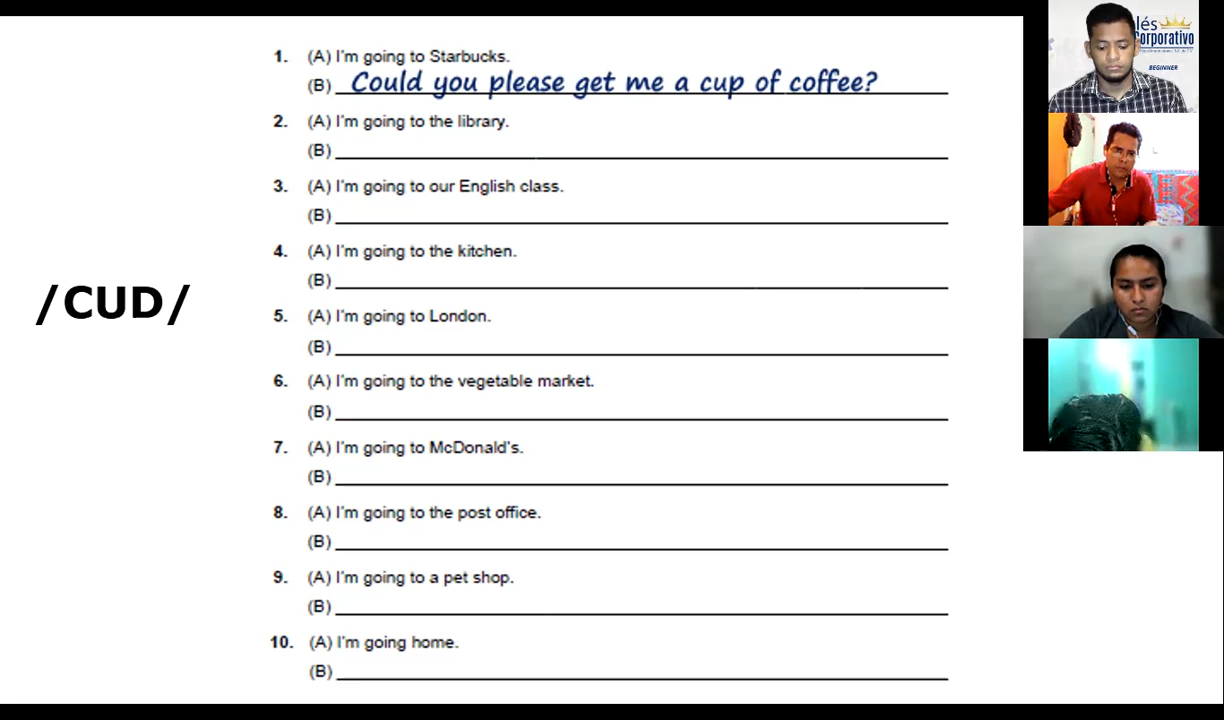 /CUD/
1. (A) I'm going to Starbucks.
(B) Could you please get me a cup of coffee?
2. (A) I'm going to the library.
(B)
3. (A) I'm going to our English class.
(B)
4. (A) I'm going to the kitchen.
(B)
5. (A) I'm going to London.
(B)
6. (A) I'm going to the vegetable market.
(B)
7. (A) I'm going to McDonald's.
(B)
8. (A) I'm going to the post office.
(B)
9. (A) I'm going to a pet shop.
(B)
10. (A) I'm going home.
(B)
lés
Corporativo
BEGINNER